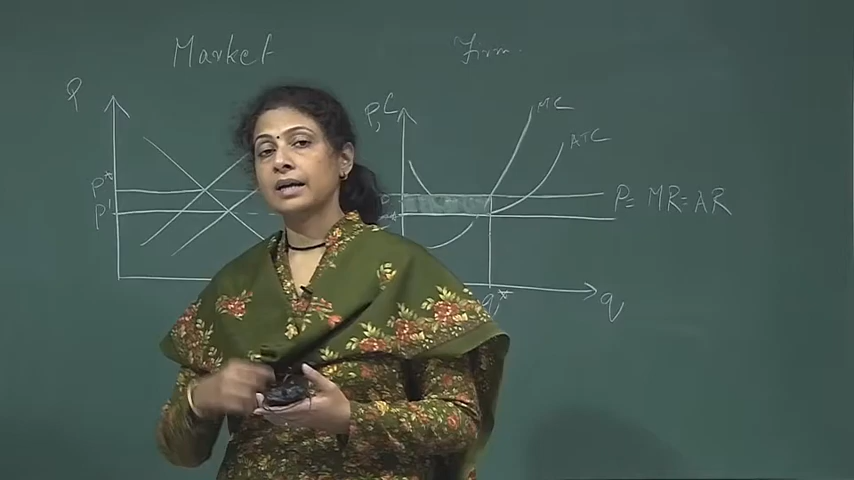 Market
Firm.
P
P*
P'
P, C
MC
ATC
P = MR = AR
q*
q